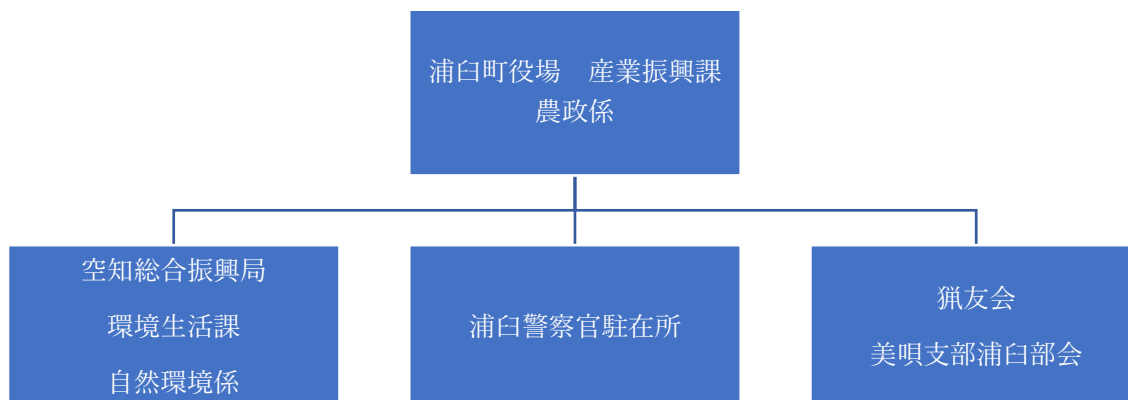 浦臼町役場　産業振興課
農政係
空知総合振興局
環境生活課
自然環境係
浦臼警察官駐在所
猟友会
美唄支部浦臼部会